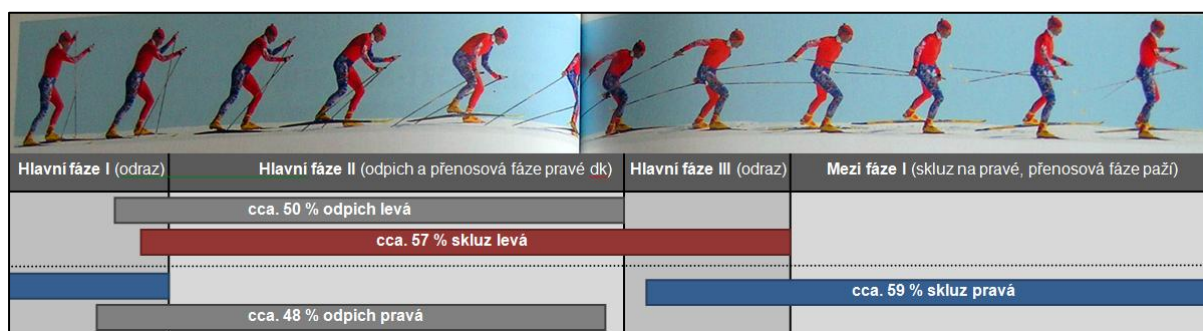 Hlavní fáze I (odraz) Hlavní fáze II (odpich a přenosová fáze pravé dk) Hlavní fáze III (odraz) Mezi fáze I (skluz na pravé, přenosová fáze paží)
cca. 50 % odpich levá
cca. 57 % skluz levá
cca. 59 % skluz pravá
cca. 48 % odpich pravá